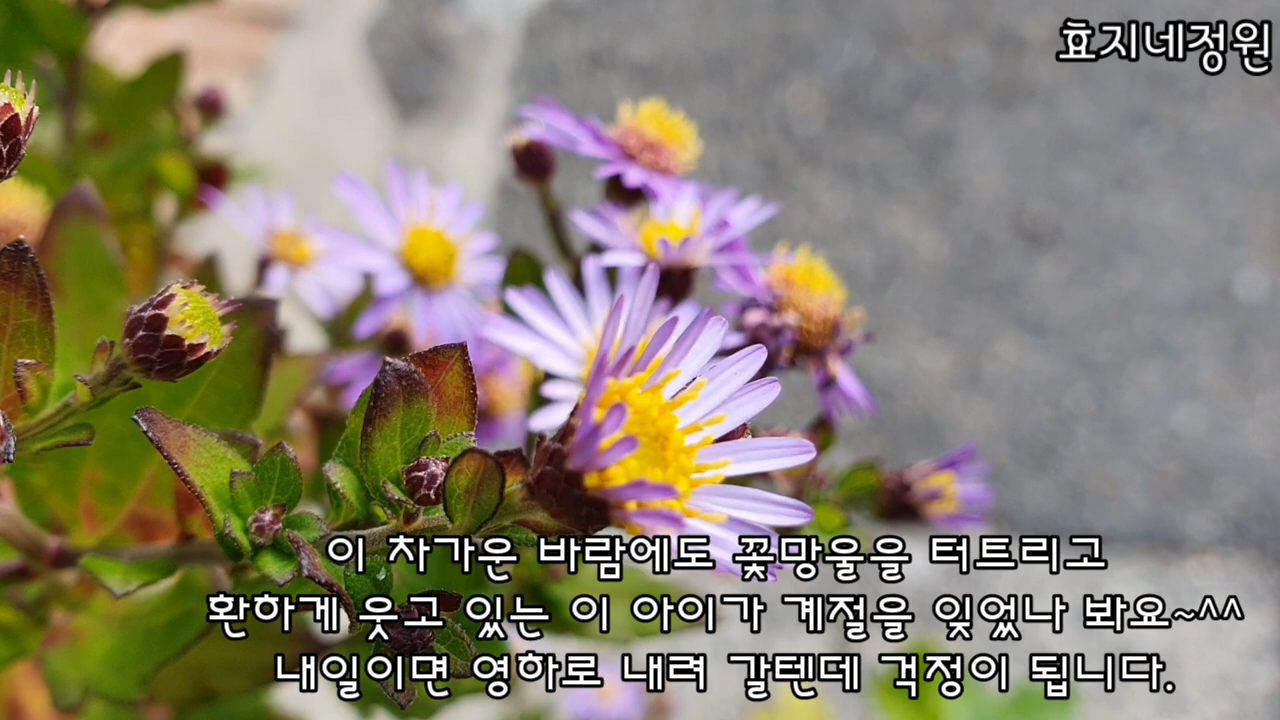 효지네정원
이 차가운 바람에도 꽃망울을 터트리고
환하게 웃고 있는 이 아이가 계절을 잊었나 봐요~^^
내일이면 영하로 내려 갈텐데 걱정이 됩니다.